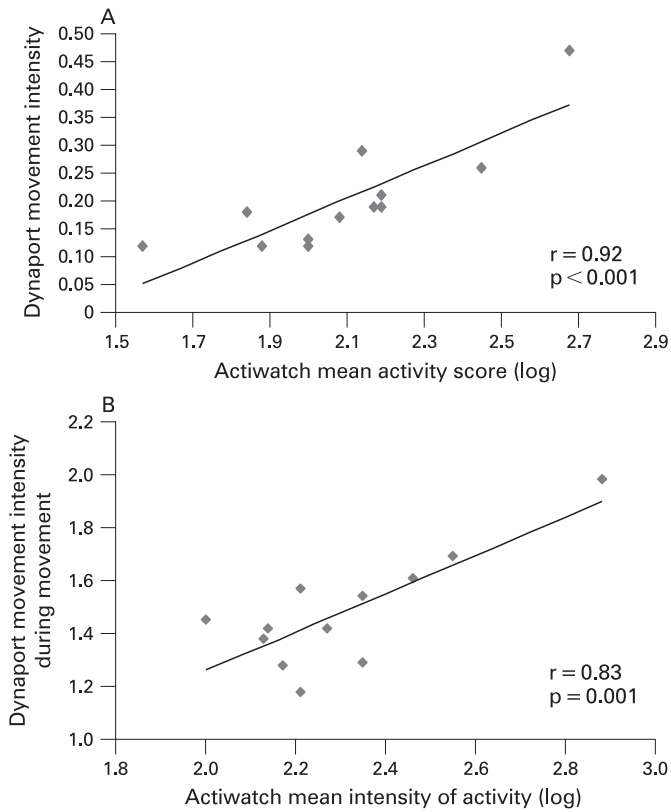 A
Dynaport movement intensity
0.50
0.45
0.40
0.35
0.30
0.25
0.20
0.15
0.10
0.05
0
r = 0.92
p < 0.001
1.5 1.7 1.9 2.1 2.3 2.5 2.7 2.9
Actiwatch mean activity score (log)
B
Dynaport movement intensity
during movement
2.2
2.0
1.8
1.6
1.4
1.2
1.0
r = 0.83
p = 0.001
1.8 2.0 2.2 2.4 2.6 2.8 3.0
Actiwatch mean intensity of activity (log)